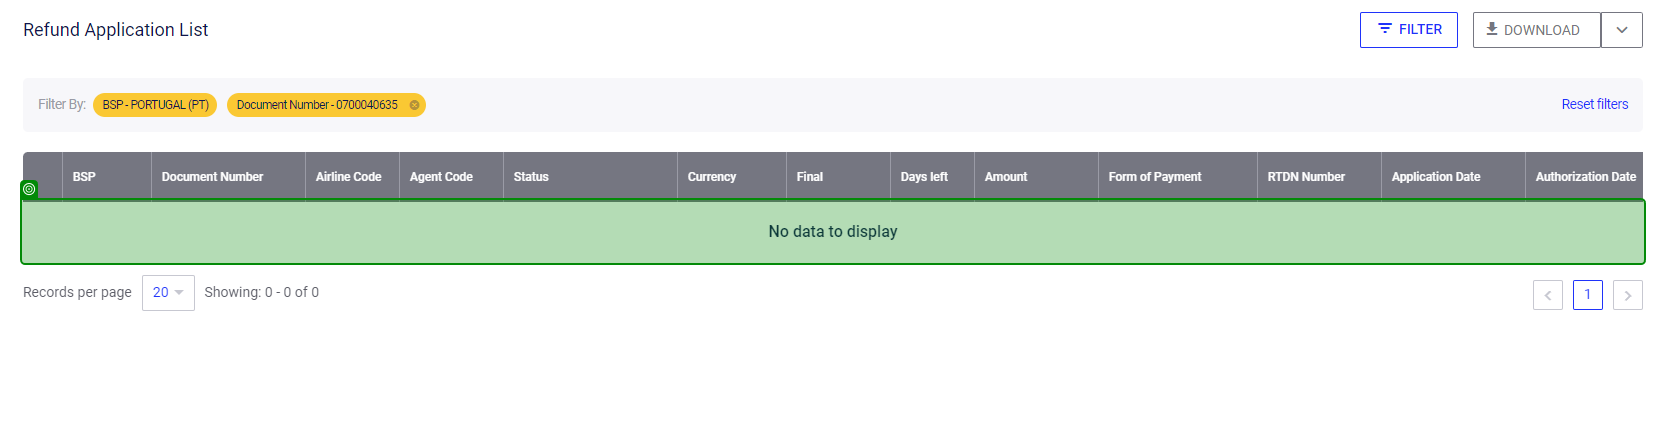 Refund Application List
FILTER
DOWNLOAD
Filter By: BSP - PORTUGAL (PT) Document Number - 0700040635 Reset filters
BSP Document Number Airline Code Agent Code Status Currency Final Days left Amount Form of Payment RTDN Number Application Date Authorization Date
No data to display
Records per page 20 Showing: 0 - 0 of 0 1